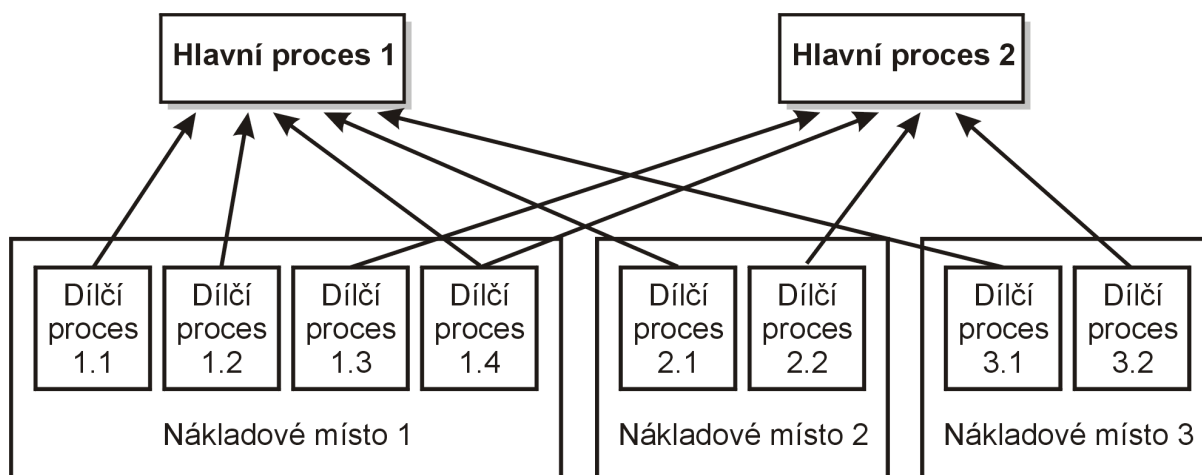 Hlavní proces 1
Hlavní proces 2
Dílčí
proces
1.1
Dílčí
proces
1.2
Dílčí
proces
1.3
Dílčí
proces
1.4
Nákladové místo 1
Dílčí
proces
2.1
Dílčí
proces
2.2
Nákladové místo 2
Dílčí
proces
3.1
Dílčí
proces
3.2
Nákladové místo 3